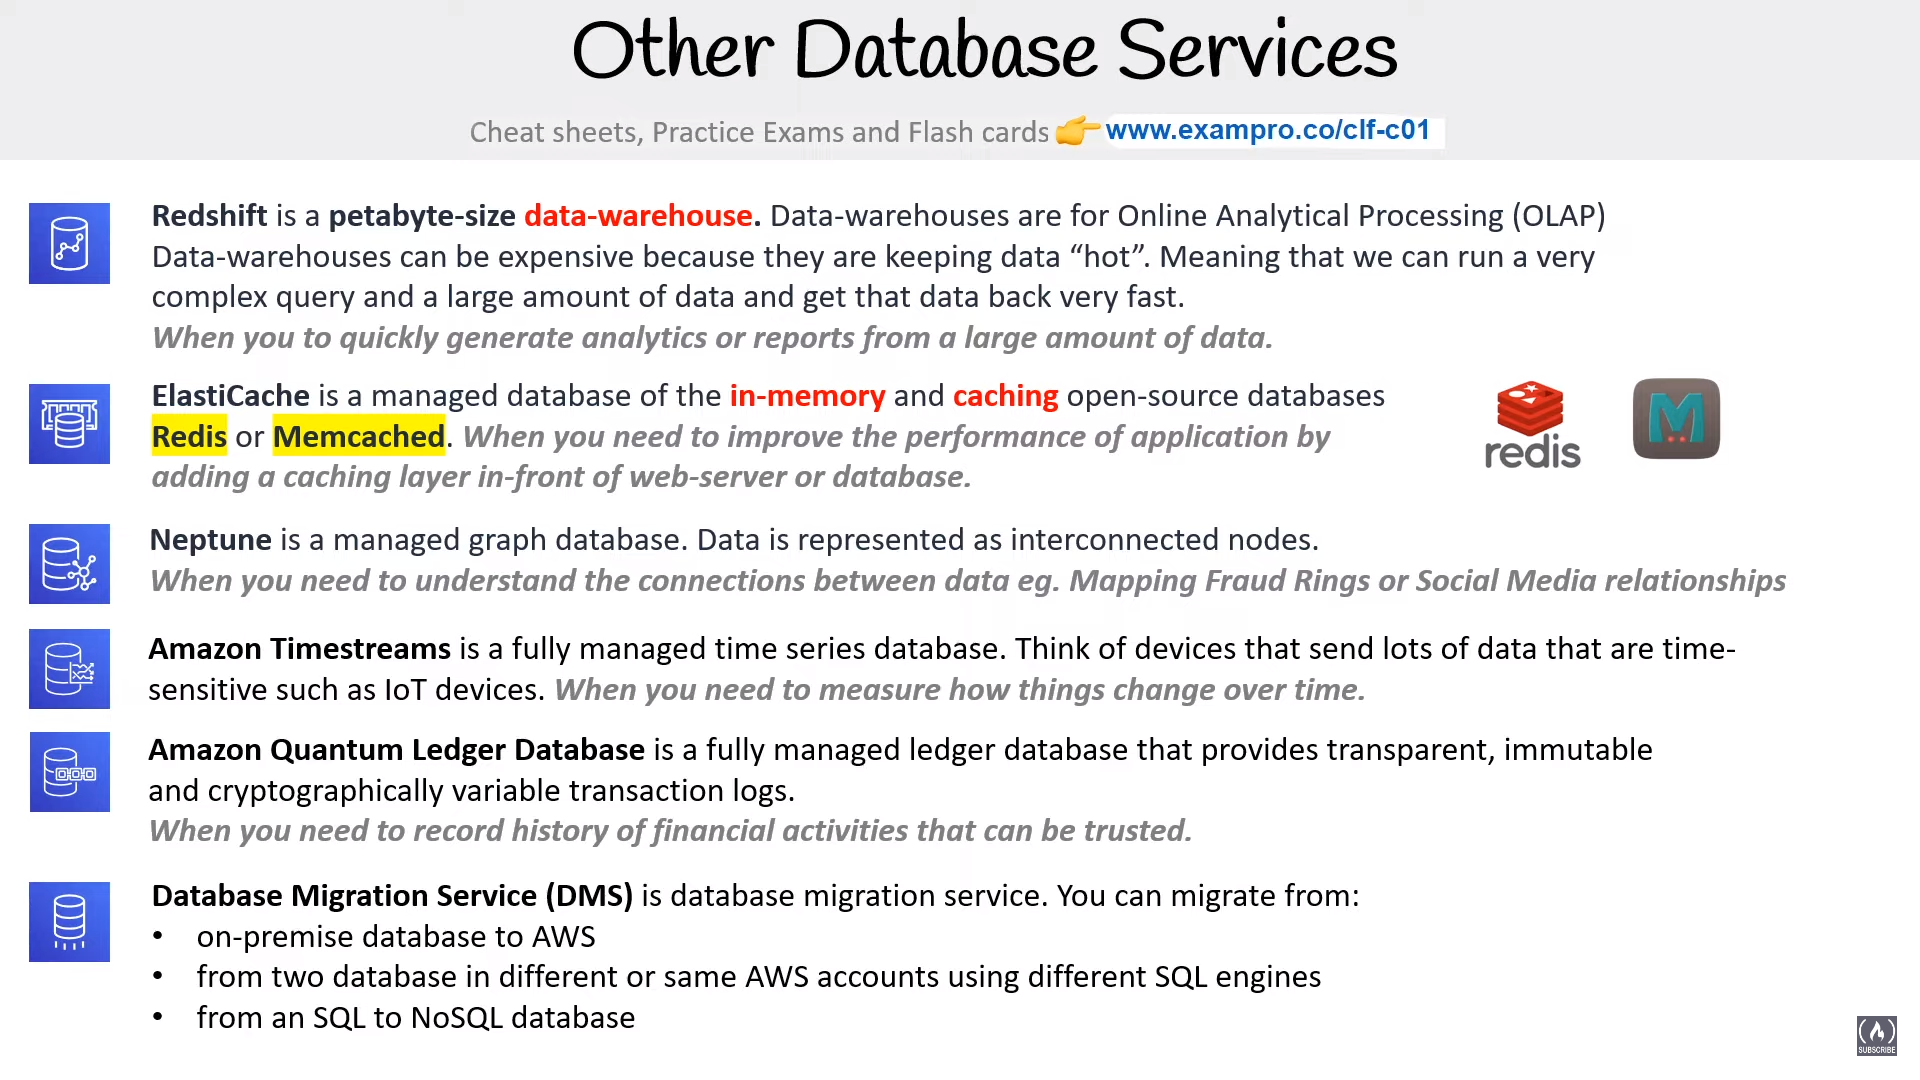 Other Database Services
Cheat sheets, Practice Exams and Flash cards 👉 www.exampro.co/clf-c01
Redshift is a petabyte-size data-warehouse. Data-warehouses are for Online Analytical Processing (OLAP)
Data-warehouses can be expensive because they are keeping data “hot”. Meaning that we can run a very
complex query and a large amount of data and get that data back very fast.
When you to quickly generate analytics or reports from a large amount of data.
ElastiCache is a managed database of the in-memory and caching open-source databases
Redis or Memcached. When you need to improve the performance of application by
adding a caching layer in-front of web-server or database.
redis
M
Neptune is a managed graph database. Data is represented as interconnected nodes.
When you need to understand the connections between data eg. Mapping Fraud Rings or Social Media relationships
Amazon Timestreams is a fully managed time series database. Think of devices that send lots of data that are time-
sensitive such as IoT devices. When you need to measure how things change over time.
Amazon Quantum Ledger Database is a fully managed ledger database that provides transparent, immutable
and cryptographically variable transaction logs.
When you need to record history of financial activities that can be trusted.
Database Migration Service (DMS) is database migration service. You can migrate from:
• on-premise database to AWS
• from two database in different or same AWS accounts using different SQL engines
• from an SQL to NoSQL database
SUBSCRIBE